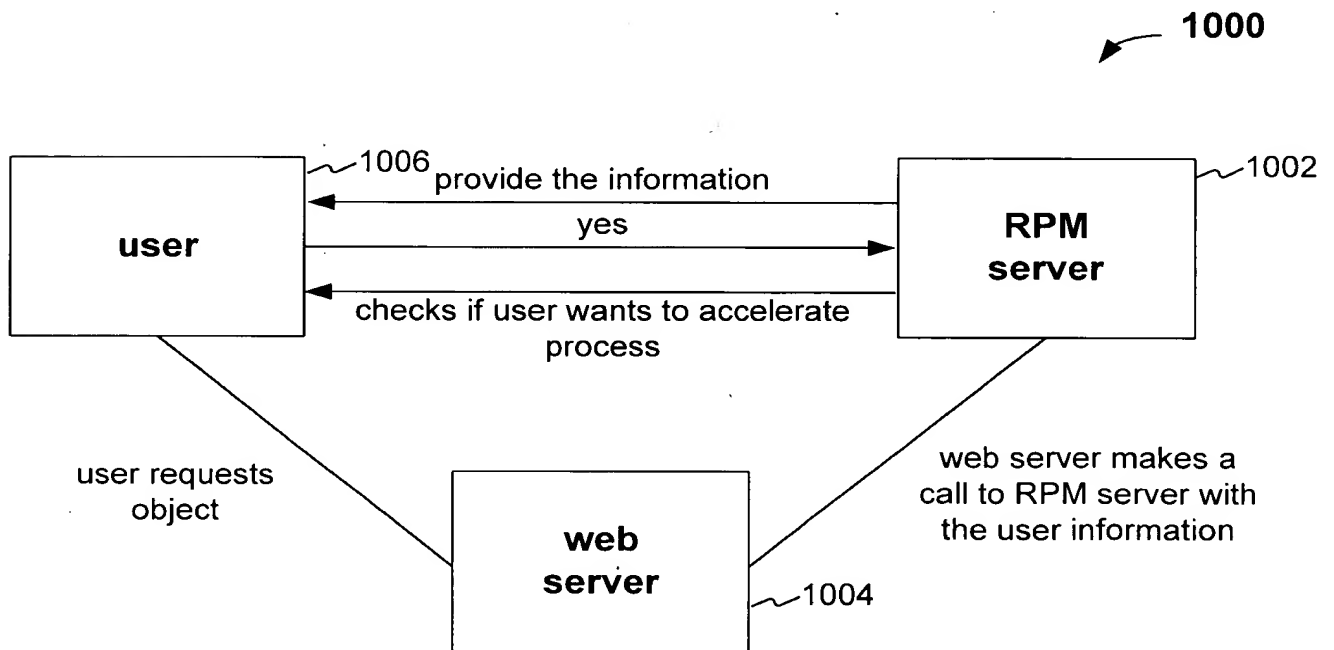 1000
1006
provide the information
1002
yes
user
RPM
server
checks if user wants to accelerate
process
user requests
object
web server makes a
call to RPM server with
the user information
web
server
1004